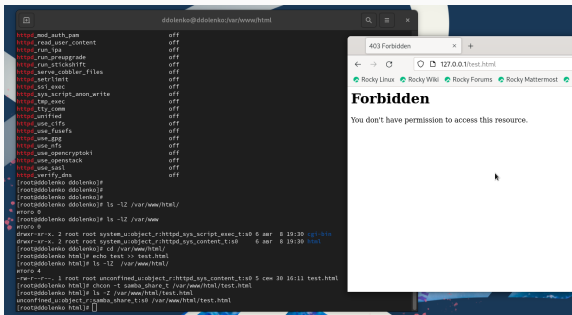 ddolenko@ddolenko:/var/www/html
httpd_mod_auth_pam off
httpd_read_user_content off
httpd_run_ipa off
httpd_run_preupgrade off
httpd_run_stickshift off
httpd_serve_cobbler_files off
httpd_setrlimit off
httpd_ssi_exec off
httpd_sys_script_anon_write off
httpd_tmp_exec off
httpd_tty_comm off
httpd_unified off
httpd_use_cifs off
httpd_use_fusefs off
httpd_use_gpg off
httpd_use_nfs off
httpd_use_opencryptoki off
httpd_use_openstack off
httpd_use_sasl off
httpd_verify_dns off
[root@ddolenko ddolenko]#
[root@ddolenko ddolenko]#
[root@ddolenko ddolenko]#
[root@ddolenko ddolenko]# ls -lZ /var/www/html/
итого 0
[root@ddolenko ddolenko]# ls -lZ /var/www
итого 0
drwxr-xr-x. 2 root root system_u:object_r:httpd_sys_script_exec_t:s0 6 авг 8 19:30 cgi-bin
drwxr-xr-x. 2 root root system_u:object_r:httpd_sys_content_t:s0 6 авг 8 19:30 html
[root@ddolenko ddolenko]# cd /var/www/html/
[root@ddolenko html]# echo test >> test.html
[root@ddolenko html]# ls -lZ /var/www/html/
итого 4
-rw-r--r--. 1 root root unconfined_u:object_r:httpd_sys_content_t:s0 5 сен 30 16:11 test.html
[root@ddolenko html]# chcon -t samba_share_t /var/www/html/test.html
[root@ddolenko html]# ls -Z /var/www/html/test.html
unconfined_u:object_r:samba_share_t:s0 /var/www/html/test.html
[root@ddolenko html]#
403 Forbidden
127.0.0.1/test.html
Rocky Linux Rocky Wiki Rocky Forums Rocky Mattermost
Forbidden
You don't have permission to access this resource.